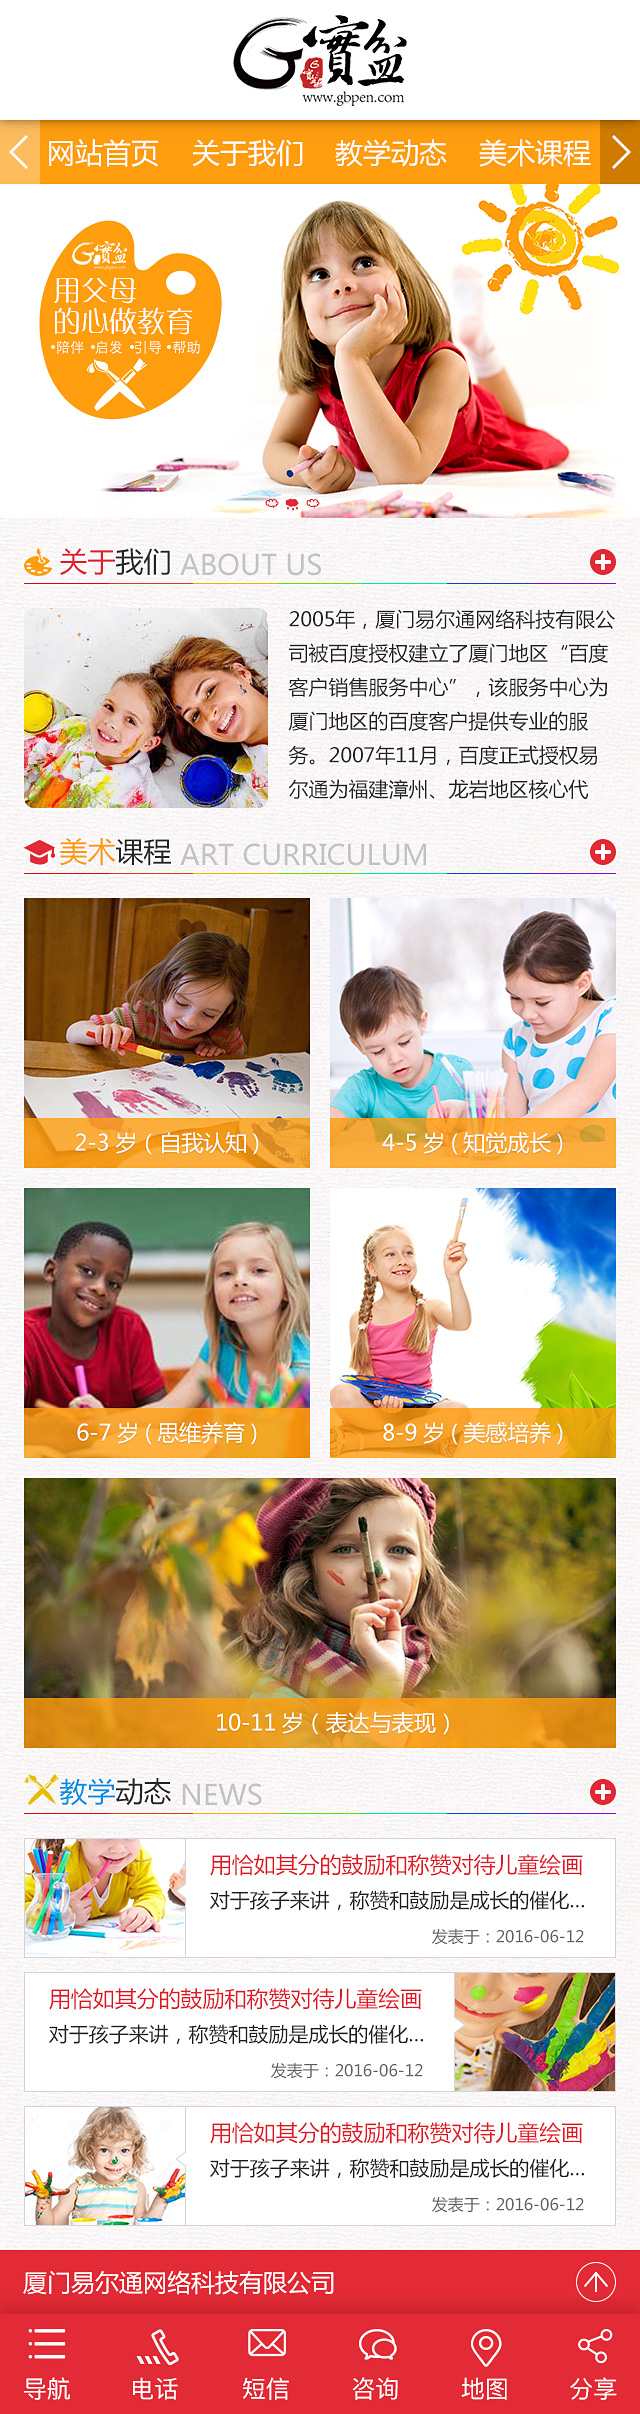 G實盆
www.gbpen.com
网站首页 关于我们 教学动态 美术课程
G實盆
用父母
的心做教育
•陪伴 •启发 •引导 •帮助
关于我们 ABOUT US
2005年，厦门易尔通网络科技有限公
司被百度授权建立了厦门地区“百度
客户销售服务中心”，该服务中心为
厦门地区的百度客户提供专业的服
务。2007年11月，百度正式授权易
尔通为福建漳州、龙岩地区核心代
美术课程 ART CURRICULUM
2-3 岁 ( 自我认知 )
4-5 岁 ( 知觉成长 )
6-7 岁 ( 思维养育 )
8-9 岁 ( 美感培养 )
10-11 岁 ( 表达与表现 )
教学动态 NEWS
用恰如其分的鼓励和称赞对待儿童绘画
对于孩子来讲，称赞和鼓励是成长的催化...
发表于：2016-06-12
用恰如其分的鼓励和称赞对待儿童绘画
对于孩子来讲，称赞和鼓励是成长的催化...
发表于：2016-06-12
用恰如其分的鼓励和称赞对待儿童绘画
对于孩子来讲，称赞和鼓励是成长的催化...
发表于：2016-06-12
厦门易尔通网络科技有限公司
导航 电话 短信 咨询 地图 分享